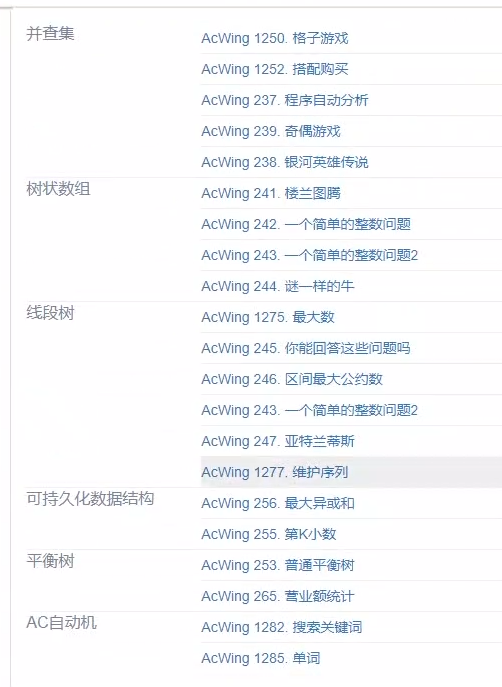 并查集
AcWing 1250. 格子游戏
AcWing 1252. 搭配购买
AcWing 237. 程序自动分析
AcWing 239. 奇偶游戏
AcWing 238. 银河英雄传说
树状数组
AcWing 241. 楼兰图腾
AcWing 242. 一个简单的整数问题
AcWing 243. 一个简单的整数问题2
AcWing 244. 谜一样的牛
线段树
AcWing 1275. 最大数
AcWing 245. 你能回答这些问题吗
AcWing 246. 区间最大公约数
AcWing 243. 一个简单的整数问题2
AcWing 247. 亚特兰蒂斯
AcWing 1277. 维护序列
可持久化数据结构
AcWing 256. 最大异或和
AcWing 255. 第K小数
平衡树
AcWing 253. 普通平衡树
AcWing 265. 营业额统计
AC自动机
AcWing 1282. 搜索关键词
AcWing 1285. 单词